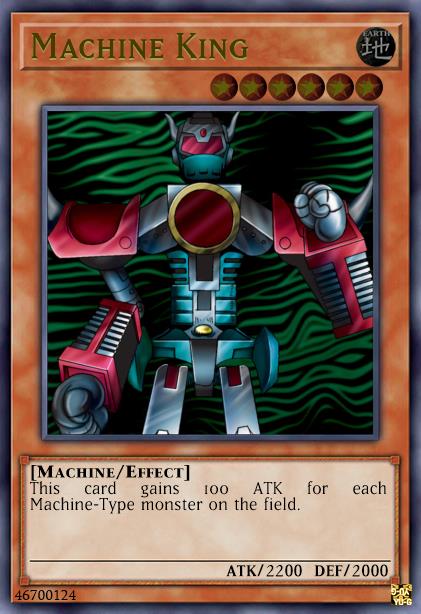 Machine King
EARTH
地
[Machine/Effect]
This card gains 100 ATK for each
Machine-Type monster on the field.
ATK/2200 DEF/2000
46700124